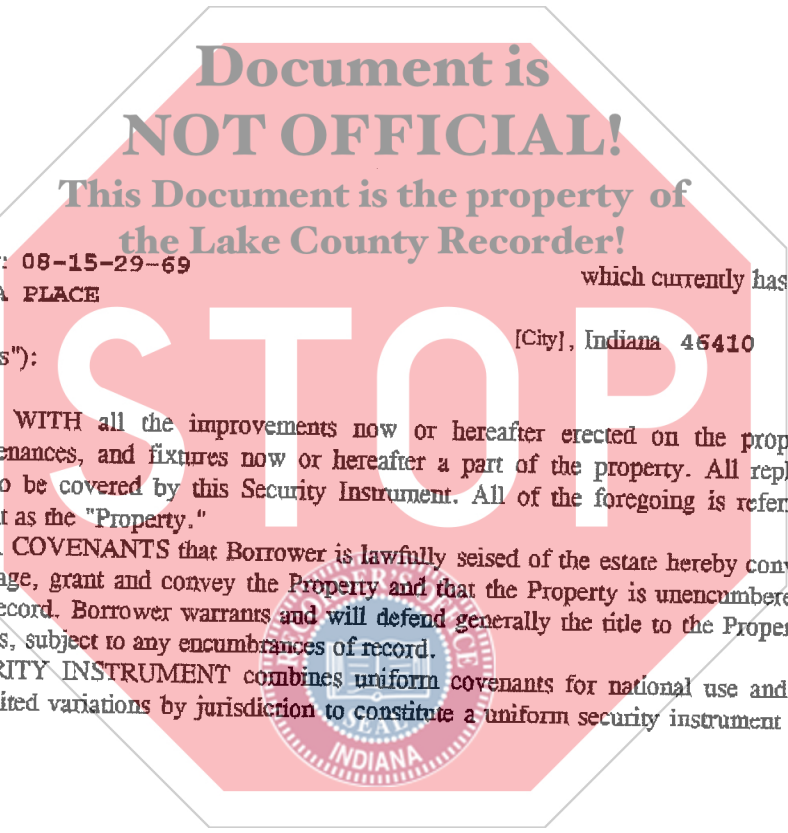 Document is
NOT OFFICIAL!
This Document is the property of
the Lake County Recorder!
: 08-15-29-69
which currently has
A PLACE
STOP
[City], Indiana 46410
s"):
WITH all the improvements now or hereafter erected on the prop
enances, and fixtures now or hereafter a part of the property. All repl
o be covered by this Security Instrument. All of the foregoing is refer
t as the "Property."
COVENANTS that Borrower is lawfully seised of the estate hereby conv
age, grant and convey the Property and that the Property is unencumbere
ecord. Borrower warrants and will defend generally the title to the Proper
s, subject to any encumbrances of record.
RITY INSTRUMENT combines uniform covenants for national use and
ited variations by jurisdiction to constitute a uniform security instrument
RECORDER'S OFFICE
SEAL
INDIANA